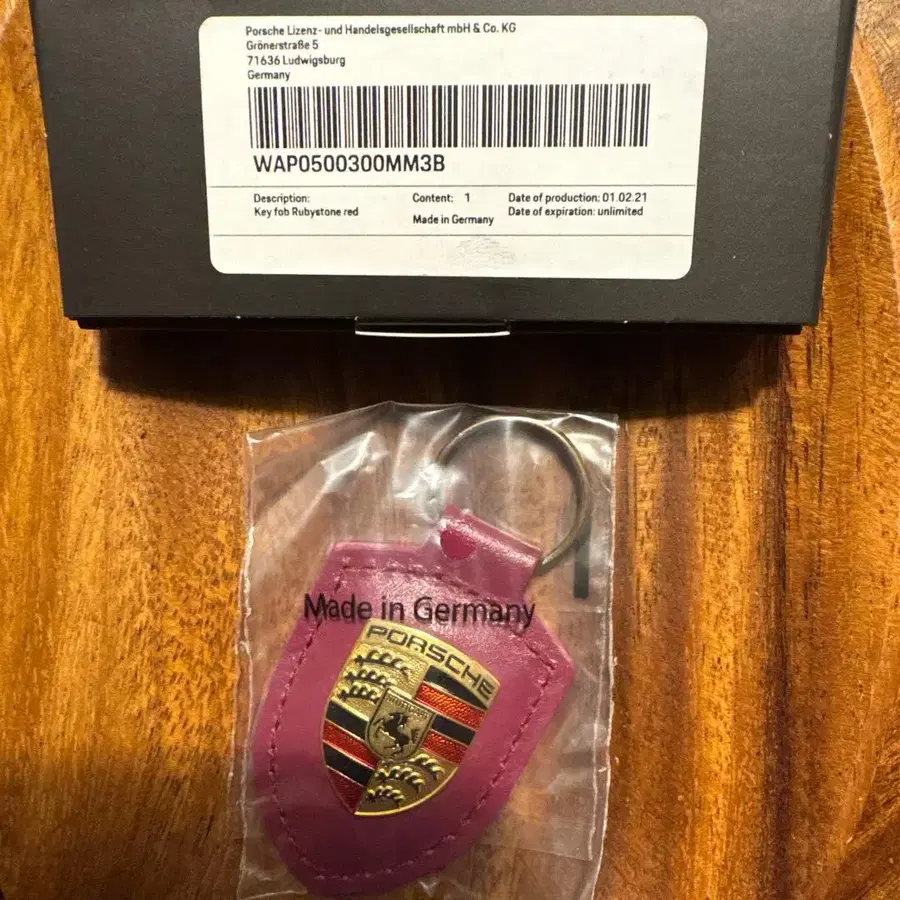 Porsche Lizenz- und Handelsgesellschaft mbH & Co. KG
Grönerstraße 5
71636 Ludwigsburg
Germany
WAP0500300MM3B
Description:
Key fob Rubystone red
Content: 1
Made in Germany
Date of production: 01.02.21
Date of expiration: unlimited
Made in Germany
PORSCHE